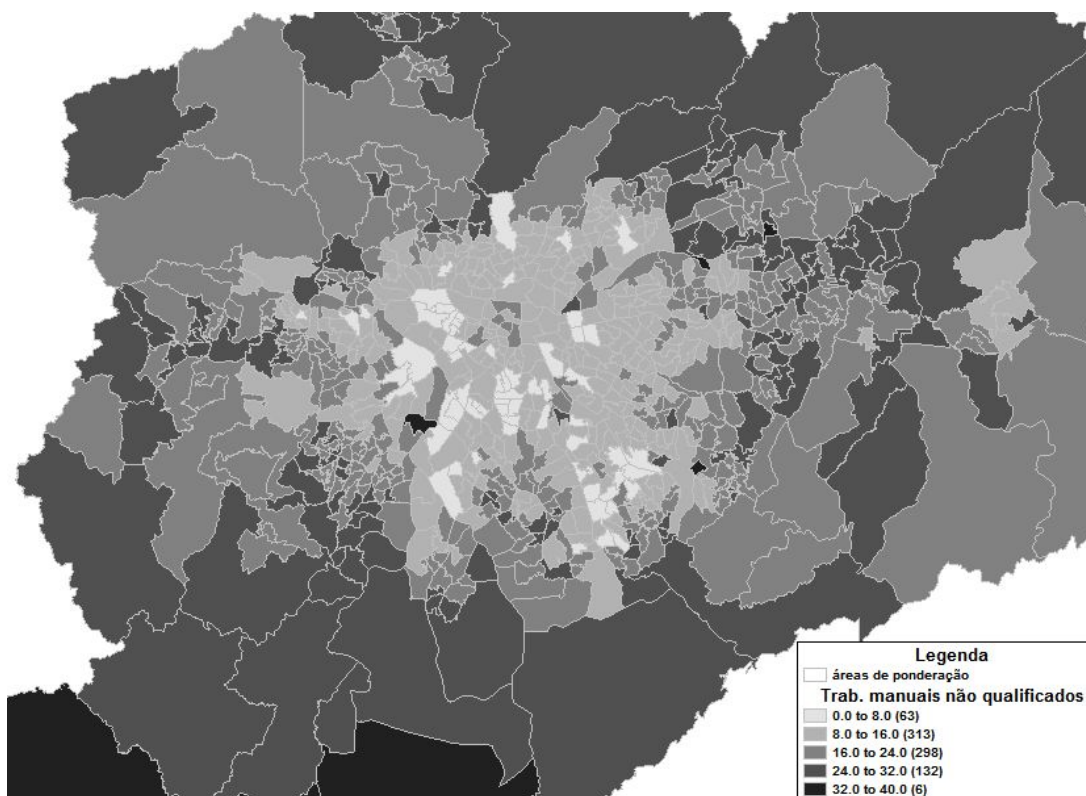 Legenda
áreas de ponderação
Trab. manuais não qualificados
0.0 to 8.0 (63)
8.0 to 16.0 (313)
16.0 to 24.0 (298)
24.0 to 32.0 (132)
32.0 to 40.0 (6)